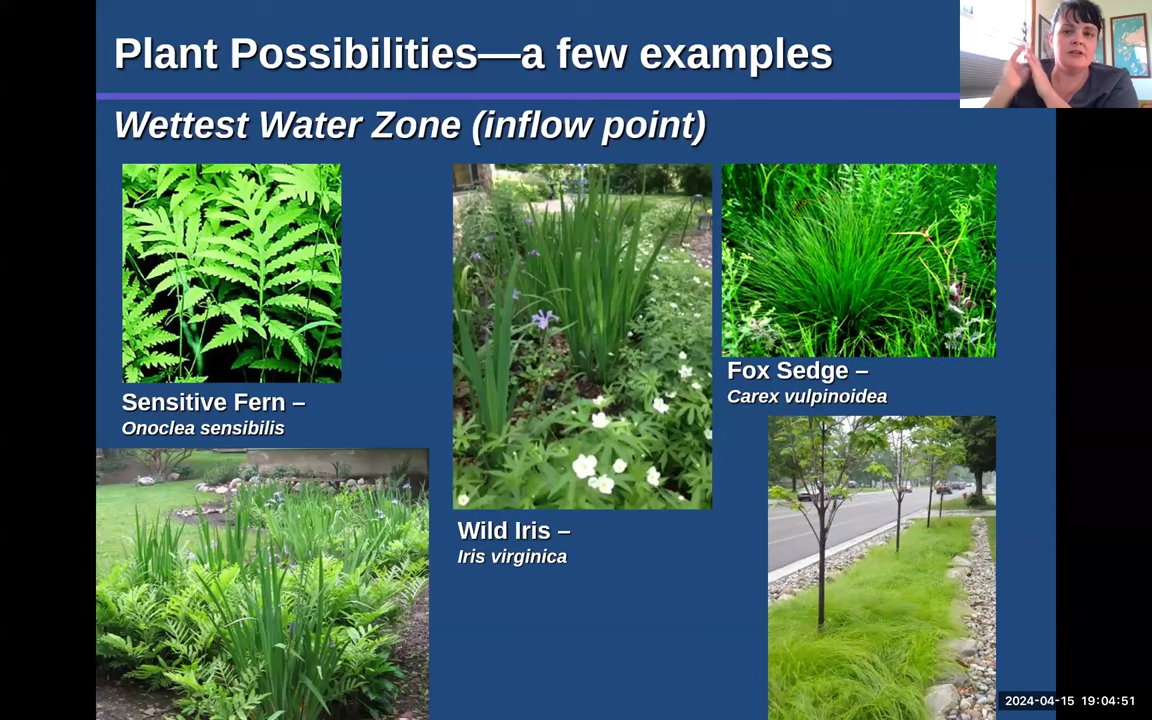 Plant Possibilities—a few examples
Wettest Water Zone (inflow point)
Sensitive Fern –
Onoclea sensibilis
Wild Iris –
Iris virginica
Fox Sedge –
Carex vulpinoidea
2024-04-15 19:04:51